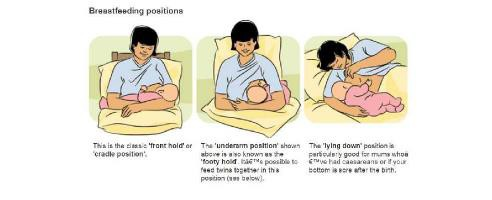 Breastfeeding positions
This is the classic 'front hold' or
'cradle position'.
The 'underarm position' shown
above is also known as the
'footy hold'. Itâ€™s possible to
feed twins together in this
position (see below).
The 'lying down' position is
particularly good for mums whoâ
€™ve had caesareans or if your
bottom is sore after the birth.